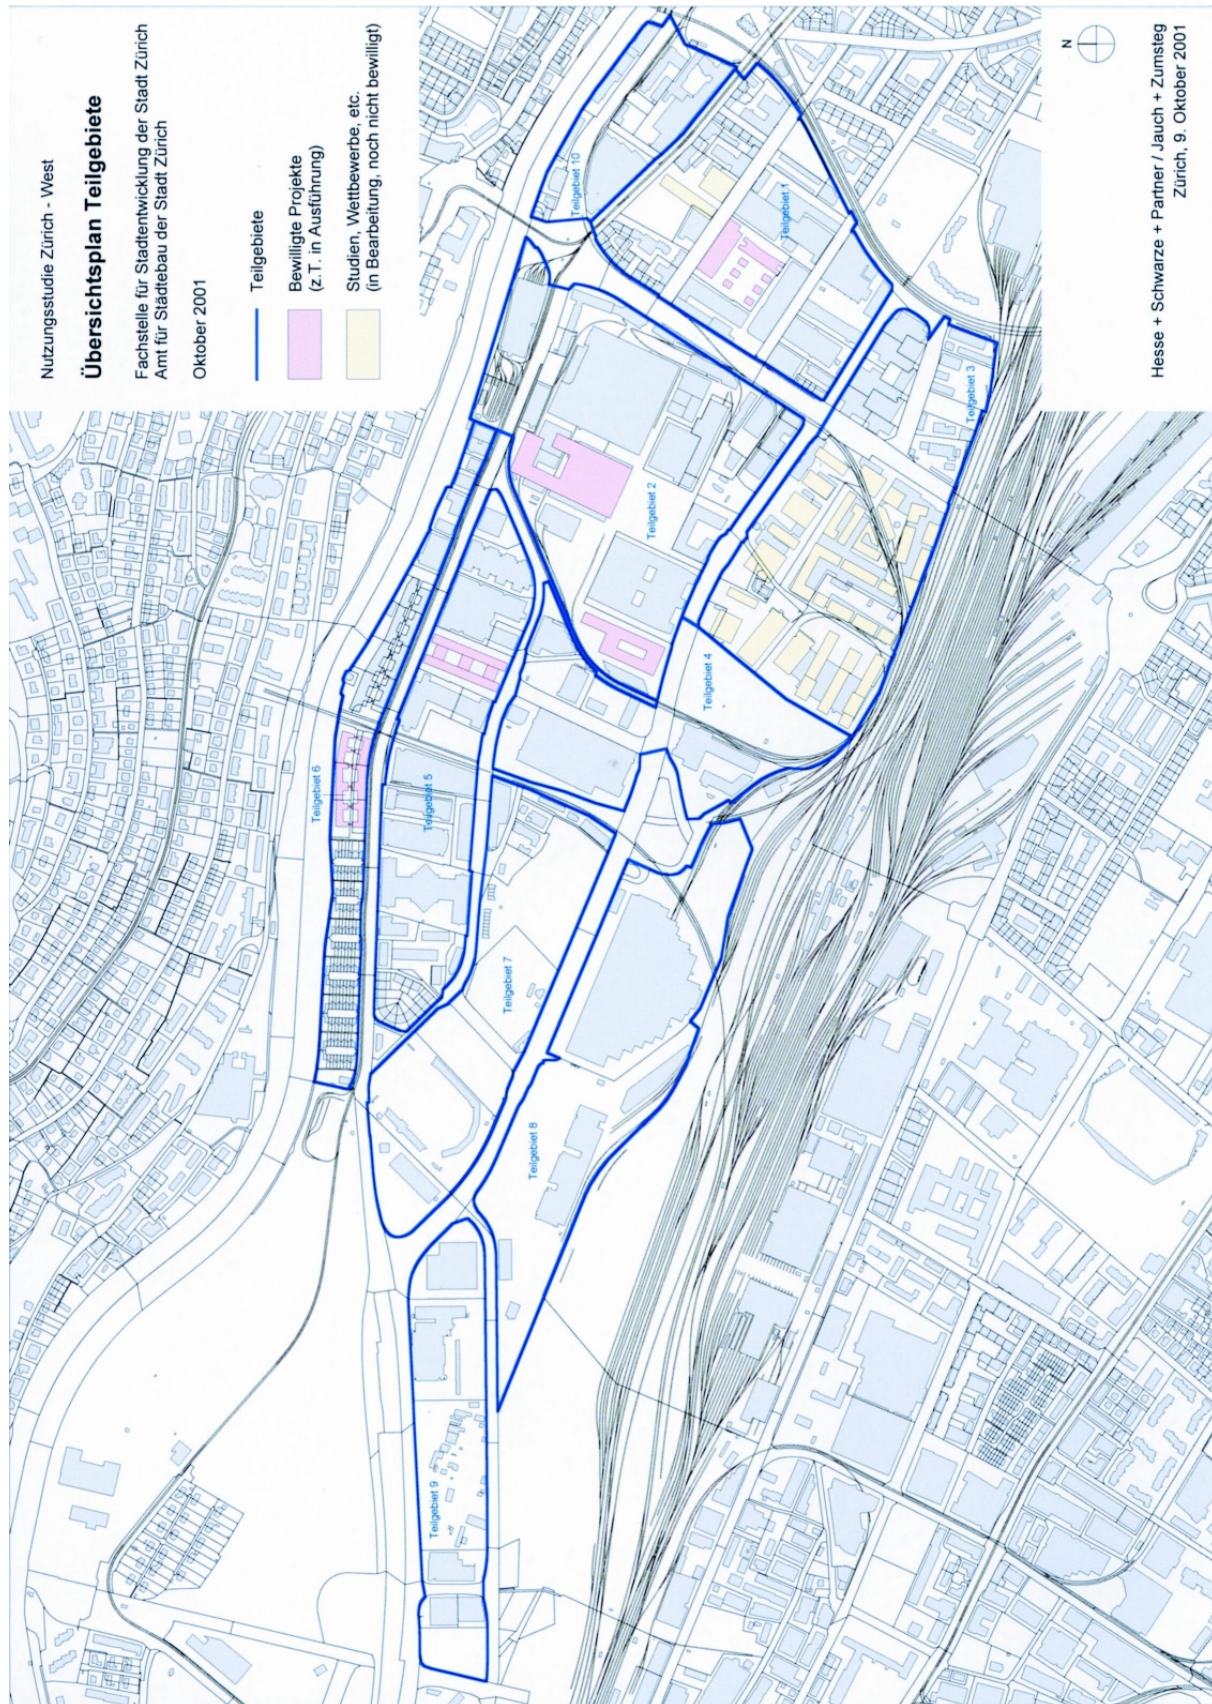 Nutzungsstudie Zürich - West
Übersichtsplan Teilgebiete
Fachstelle für Stadtentwicklung der Stadt Zürich
Amt für Städtebau der Stadt Zürich
Oktober 2001
Teilgebiete
Bewilligte Projekte
(z.T. in Ausführung)
Studien, Wettbewerbe, etc.
(in Bearbeitung, noch nicht bewilligt)
Teilgebiet 9
Teilgebiet 8
Teilgebiet 7
Teilgebiet 6
Teilgebiet 5
Teilgebiet 4
Teilgebiet 2
Teilgebiet 3
Teilgebiet 10
Teilgebiet 1
N
Hesse + Schwarze + Partner / Jauch + Zumsteg
Zürich, 9. Oktober 2001